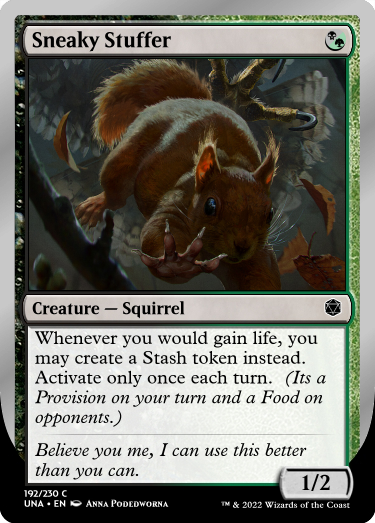 Sneaky Stuffer
Creature — Squirrel
Whenever you would gain life, you
may create a Stash token instead.
Activate only once each turn. (Its a
Provision on your turn and a Food on
opponents.)
Believe you me, I can use this better
than you can.
1/2
192/230 C
UNA • EN Anna Podedworna
™ & 2022 Wizards of the Coast